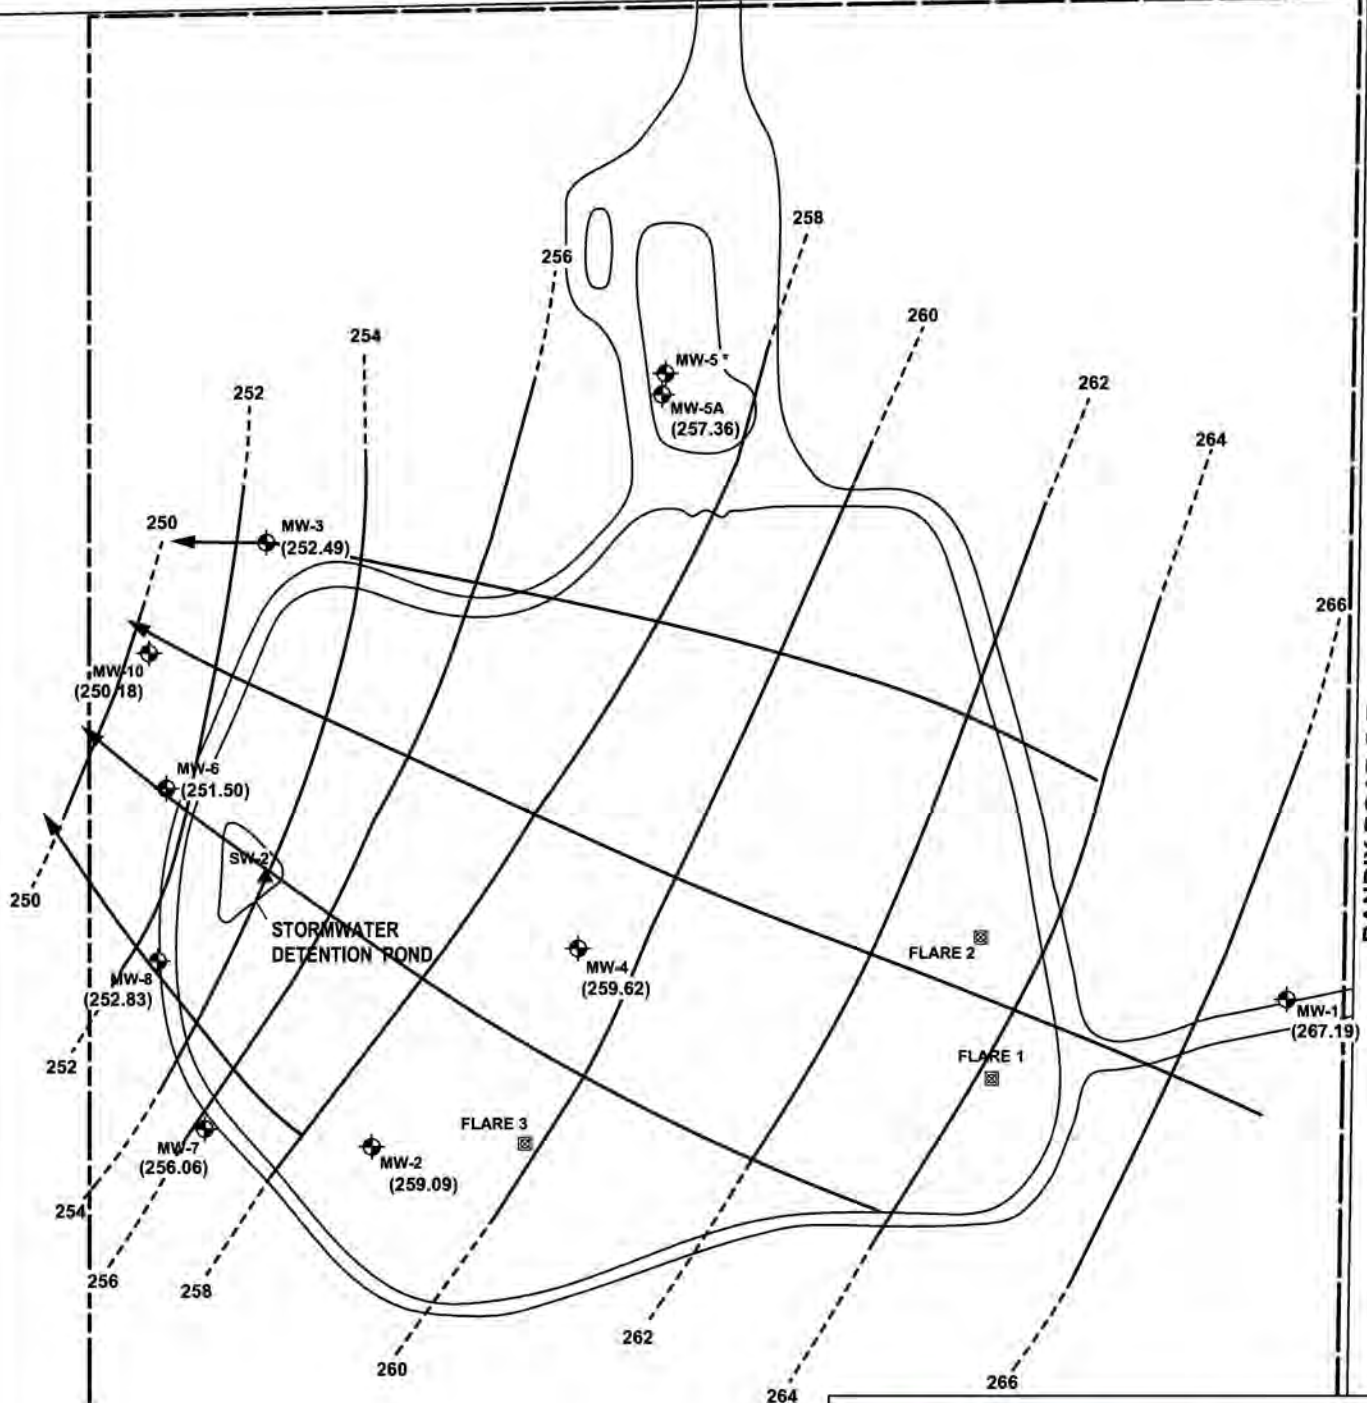 258
256
260
254
MW-5
MW-5A
(257.36)
262
252
264
250
MW-3
(252.49)
266
MW-10
(250.18)
MW-6
(251.50)
SW-2
250
STORMWATER
DETENTION POND
FLARE 2
MW-4
(259.62)
MW-8
(252.83)
MW-1
(267.19)
FLARE 1
252
FLARE 3
MW-7
(256.06)
MW-2
(259.09)
254
256
258
262
260
266
264